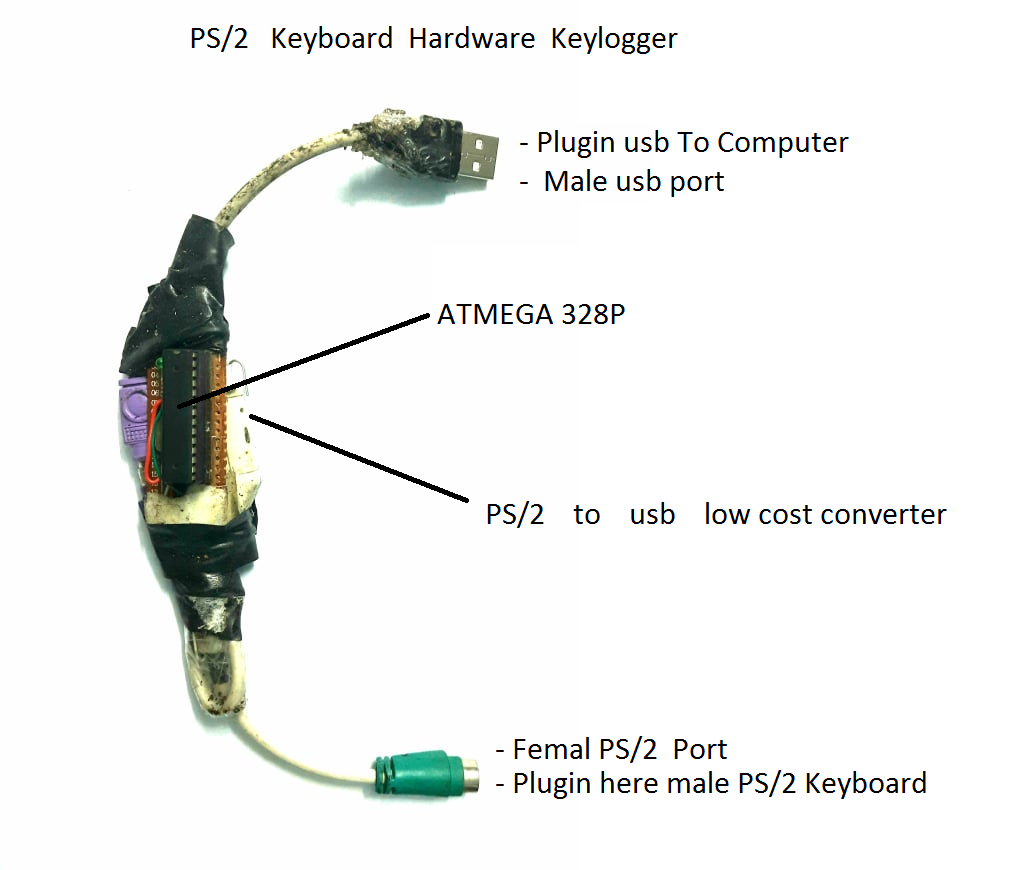 PS/2 Keyboard Hardware Keylogger
- Plugin usb To Computer
- Male usb port
ATMEGA 328P
PS/2 to usb low cost converter
- Femal PS/2 Port
- Plugin here male PS/2 Keyboard